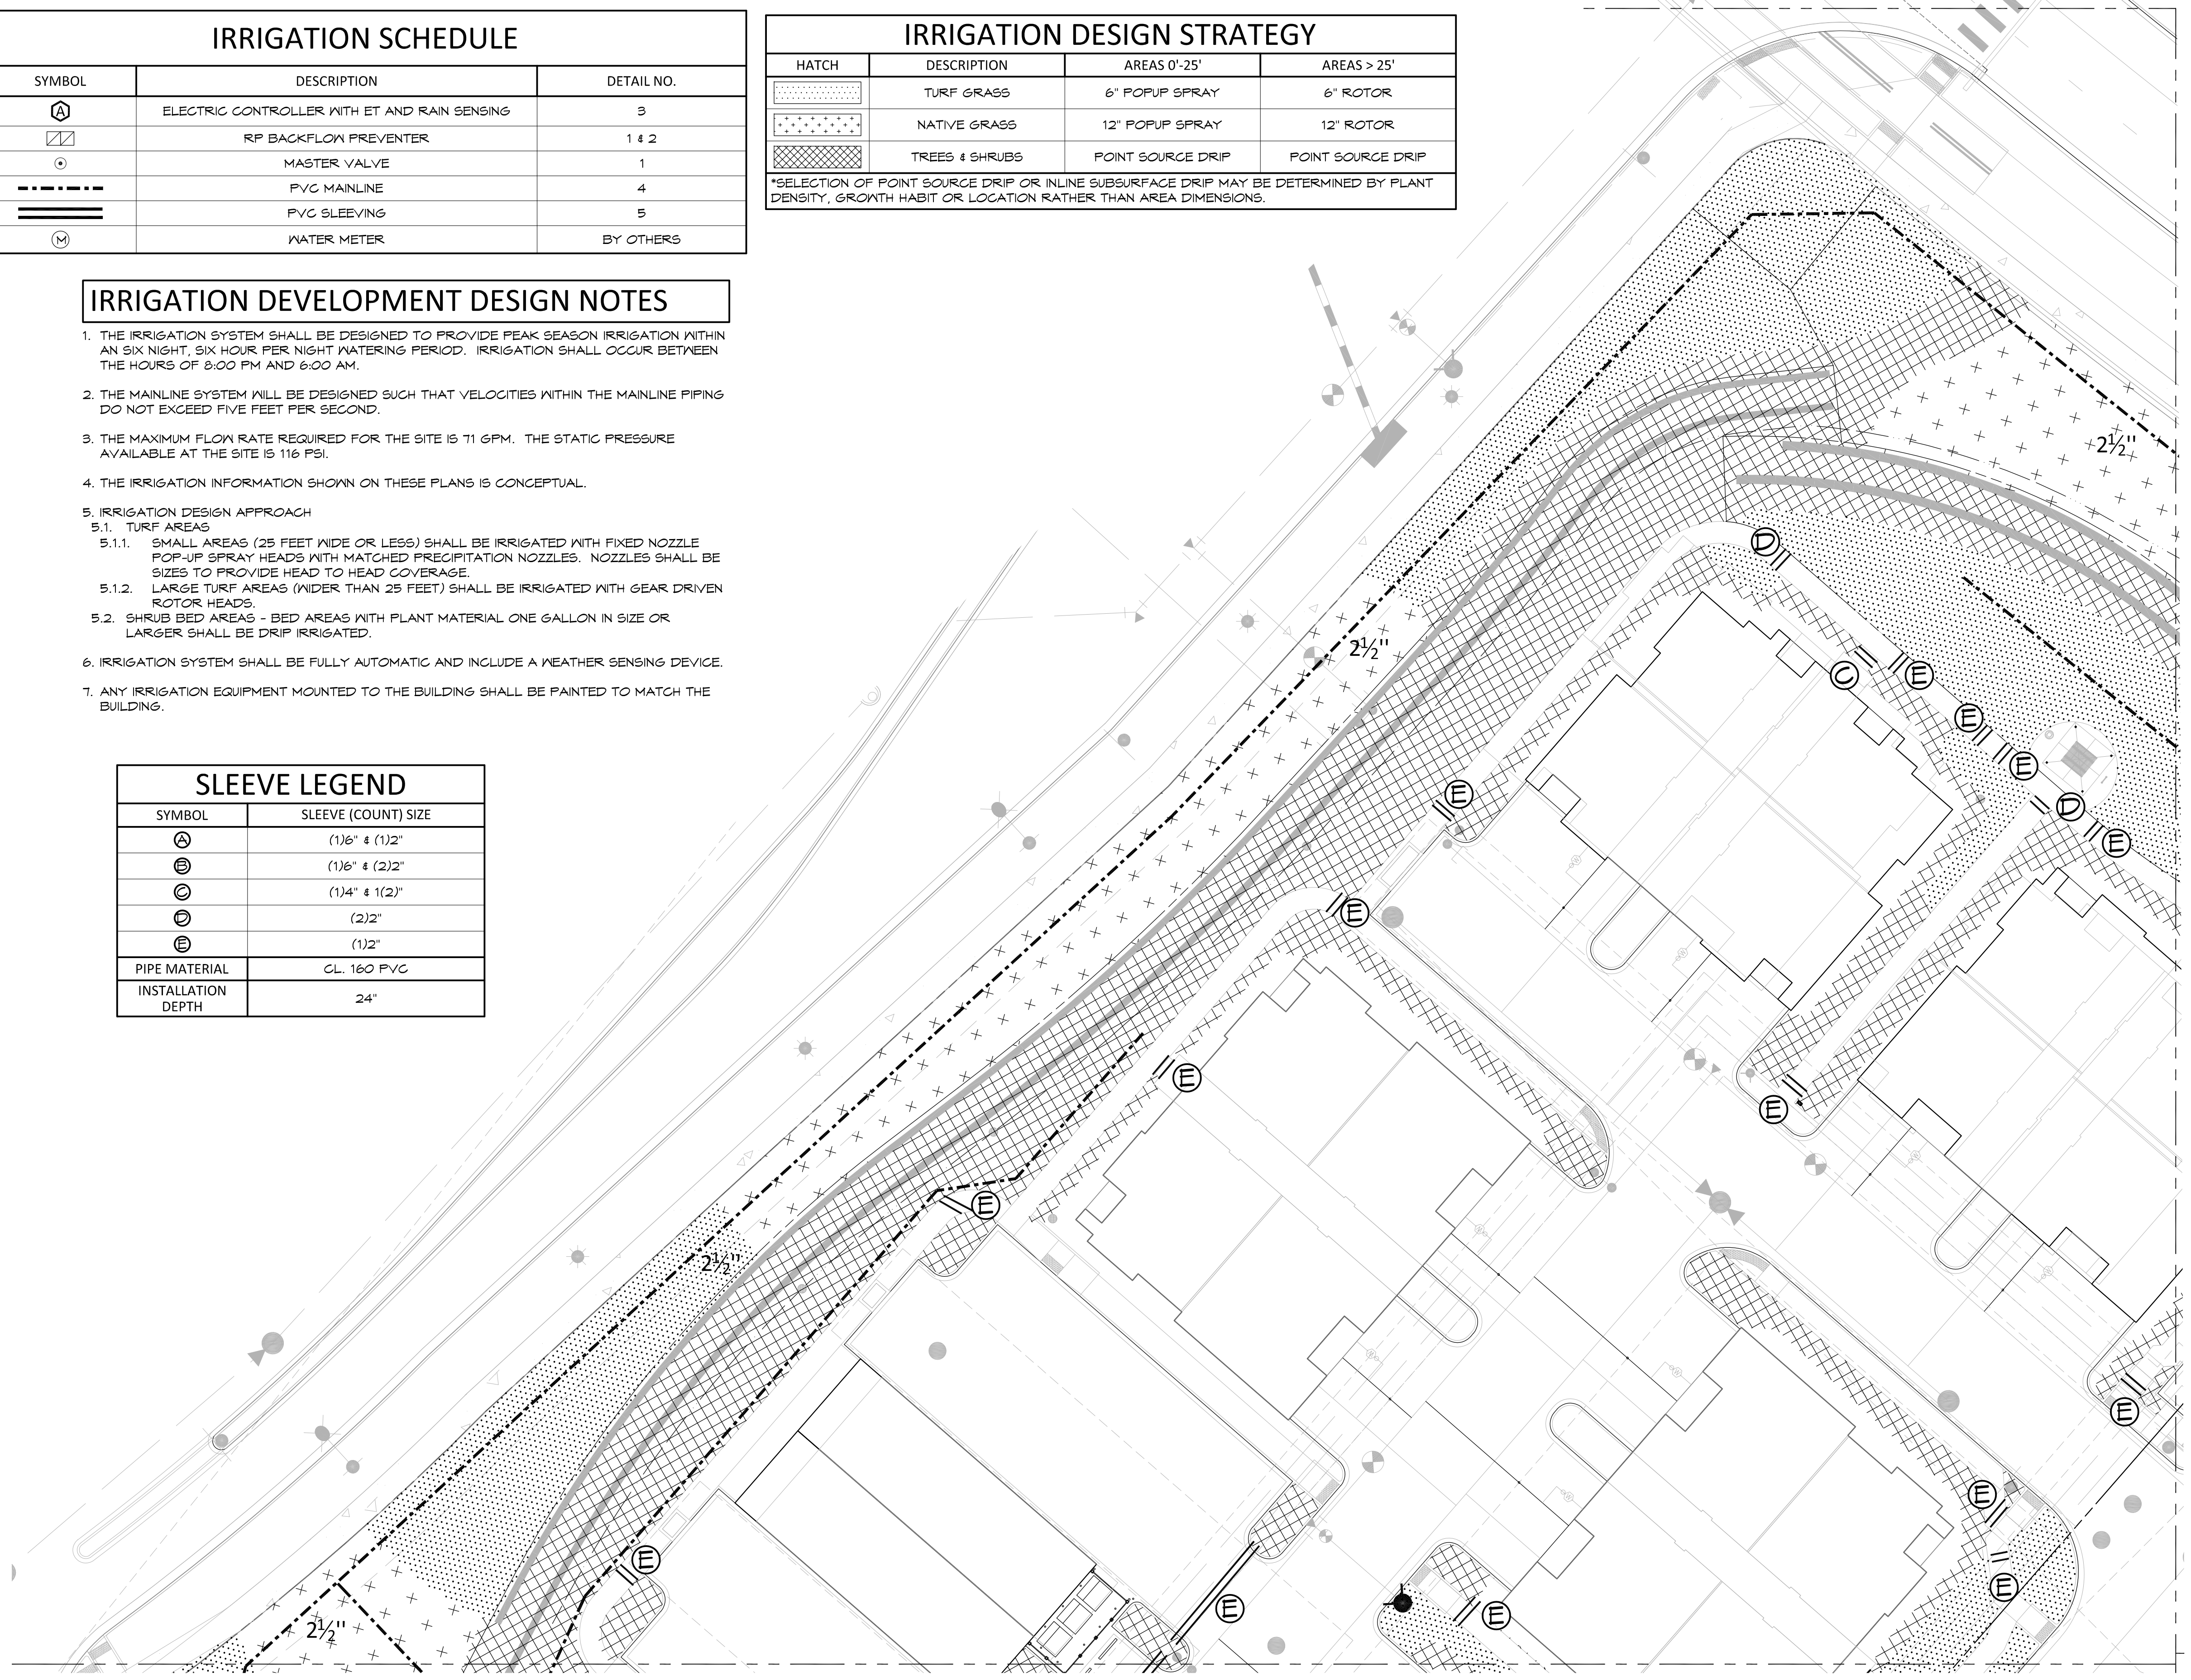 IRRIGATION SCHEDULE
SYMBOL DESCRIPTION DETAIL NO.
A ELECTRIC CONTROLLER WITH ET AND RAIN SENSING 3
RP BACKFLOW PREVENTER 1 & 2
MASTER VALVE 1
PVC MAINLINE 4
PVC SLEEVING 5
M WATER METER BY OTHERS
IRRIGATION DESIGN STRATEGY
HATCH DESCRIPTION AREAS 0'-25' AREAS > 25'
TURF GRASS 6" POPUP SPRAY 6" ROTOR
NATIVE GRASS 12" POPUP SPRAY 12" ROTOR
TREES & SHRUBS POINT SOURCE DRIP POINT SOURCE DRIP
*SELECTION OF POINT SOURCE DRIP OR INLINE SUBSURFACE DRIP MAY BE DETERMINED BY PLANT
DENSITY, GROWTH HABIT OR LOCATION RATHER THAN AREA DIMENSIONS.
IRRIGATION DEVELOPMENT DESIGN NOTES
1. THE IRRIGATION SYSTEM SHALL BE DESIGNED TO PROVIDE PEAK SEASON IRRIGATION WITHIN
AN SIX NIGHT, SIX HOUR PER NIGHT WATERING PERIOD. IRRIGATION SHALL OCCUR BETWEEN
THE HOURS OF 8:00 PM AND 6:00 AM.
2. THE MAINLINE SYSTEM WILL BE DESIGNED SUCH THAT VELOCITIES WITHIN THE MAINLINE PIPING
DO NOT EXCEED FIVE FEET PER SECOND.
3. THE MAXIMUM FLOW RATE REQUIRED FOR THE SITE IS 71 GPM. THE STATIC PRESSURE
AVAILABLE AT THE SITE IS 116 PSI.
4. THE IRRIGATION INFORMATION SHOWN ON THESE PLANS IS CONCEPTUAL.
5. IRRIGATION DESIGN APPROACH
5.1. TURF AREAS
5.1.1. SMALL AREAS (25 FEET WIDE OR LESS) SHALL BE IRRIGATED WITH FIXED NOZZLE
POP-UP SPRAY HEADS WITH MATCHED PRECIPITATION NOZZLES. NOZZLES SHALL BE
SIZES TO PROVIDE HEAD TO HEAD COVERAGE.
5.1.2. LARGE TURF AREAS (WIDER THAN 25 FEET) SHALL BE IRRIGATED WITH GEAR DRIVEN
ROTOR HEADS.
5.2. SHRUB BED AREAS - BED AREAS WITH PLANT MATERIAL ONE GALLON IN SIZE OR
LARGER SHALL BE DRIP IRRIGATED.
6. IRRIGATION SYSTEM SHALL BE FULLY AUTOMATIC AND INCLUDE A WEATHER SENSING DEVICE.
7. ANY IRRIGATION EQUIPMENT MOUNTED TO THE BUILDING SHALL BE PAINTED TO MATCH THE
BUILDING.
SLEEVE LEGEND
SYMBOL SLEEVE (COUNT) SIZE
A (1)6" & (1)2"
B (1)6" & (2)2"
C (1)4" & 1(2)"
D (2)2"
E (1)2"
PIPE MATERIAL CL. 160 PVC
INSTALLATION
DEPTH 24"
2½"
D
2½"
C
E
E
E
E
D
E
E
E
E
E
2½"
E
E
E
E
E
E
E
2½"